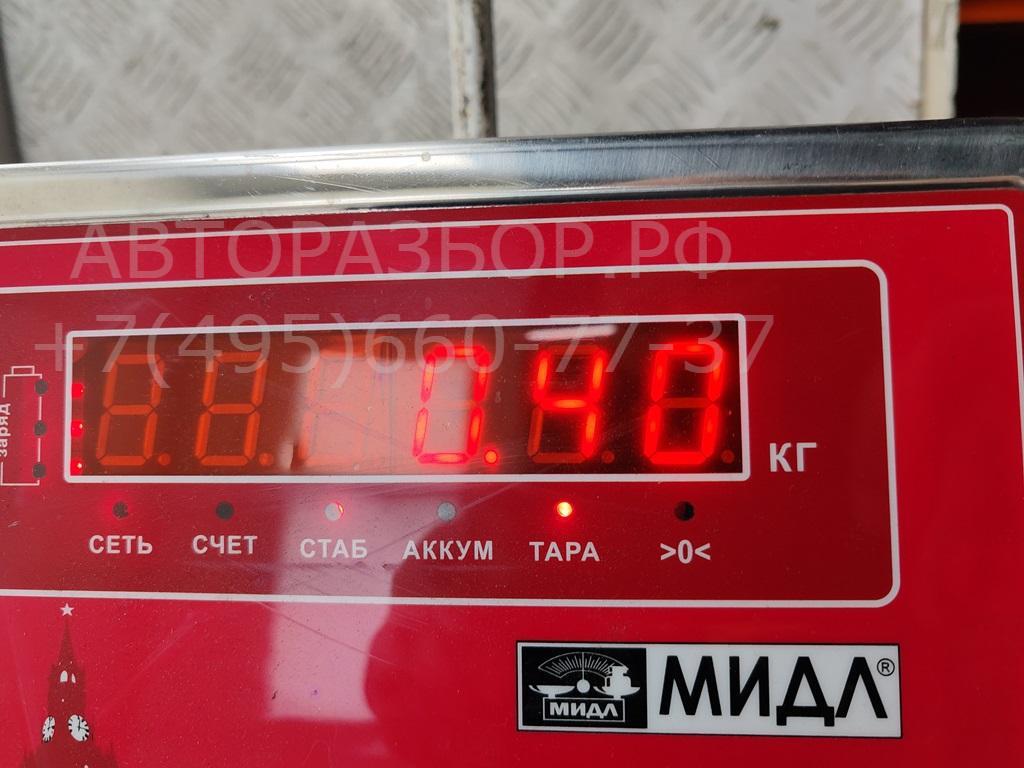 АВТОРАЗБОР.РФ
+7(495)660-77-37
0.40
КГ
заряд
СЕТЬ СЧЕТ СТАБ АККУМ ТАРА >0<
МИДЛ МИДЛ®